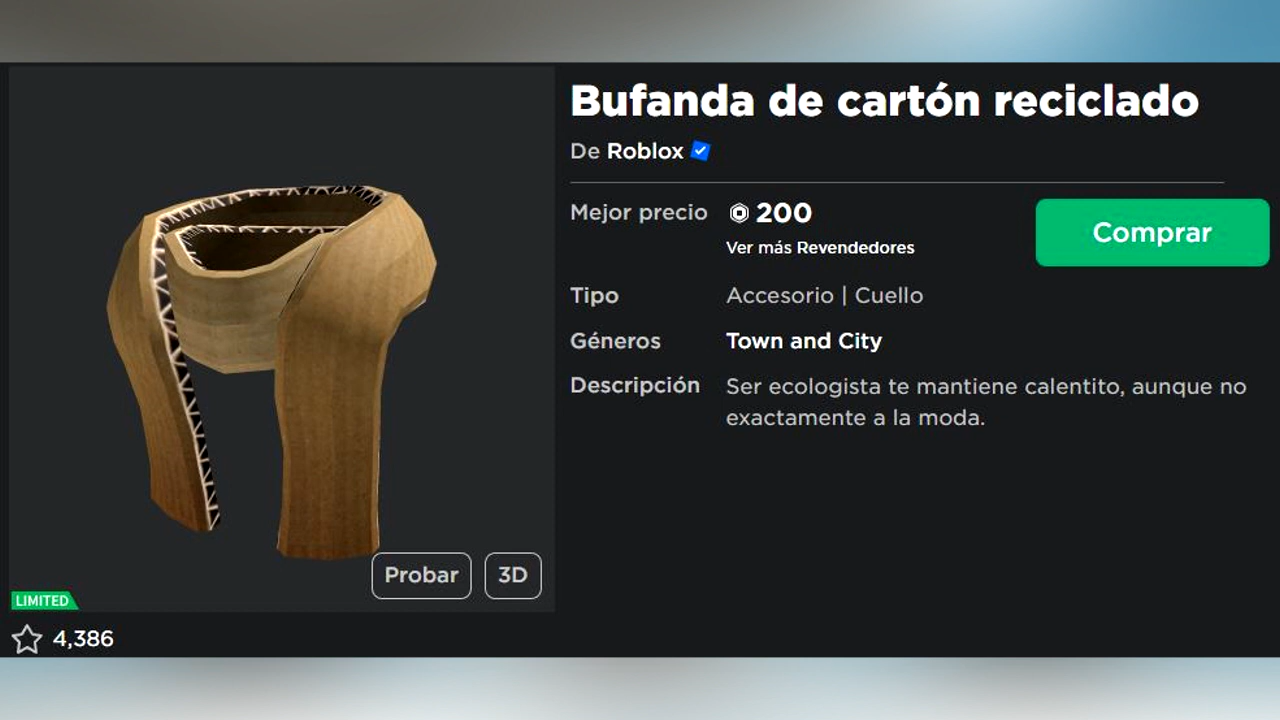 Bufanda de cartón reciclado
De Roblox
Mejor precio 200
Comprar
Ver más Revendedores
Tipo Accesorio | Cuello
Géneros Town and City
Descripción Ser ecologista te mantiene calentito, aunque no
exactamente a la moda.
Probar 3D
LIMITED
4,386